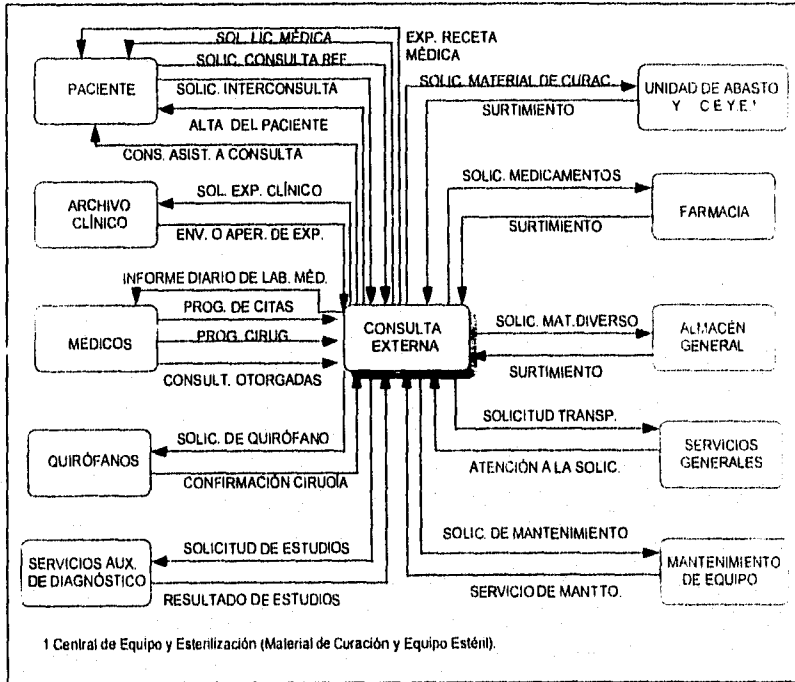 SOL. LIC. MÉDICA
EXP. RECETA
MÉDICA
SOLIC. CONSULTA REF.
PACIENTE
SOLIC. INTERCONSULTA
SOLIC. MATERIAL DE CURAC.
UNIDAD DE ABASTO
Y C E Y.E.¹
SURTIMIENTO
ALTA DEL PACIENTE
CONS. ASIST. A CONSULTA
SOLIC. MEDICAMENTOS
ARCHIVO
CLÍNICO
SOL. EXP. CLÍNICO
FARMACIA
SURTIMIENTO
ENV. O APER. DE EXP.
INFORME DIARIO DE LAB. MÉD.
PROG. DE CITAS
MÉDICOS
PROG. CIRUG.
CONSULTA
EXTERNA
SOLIC. MAT.DIVERSO
ALMACÉN
GENERAL
CONSULT. OTORGADAS
SURTIMIENTO
SOLICITUD TRANSP.
SOLIC. DE QUIRÓFANO
SERVICIOS
GENERALES
QUIRÓFANOS
ATENCIÓN A LA SOLIC.
CONFIRMACIÓN CIRUDÍA
SOLIC. DE MANTENIMIENTO
SOLICITUD DE ESTUDIOS
SERVICIOS AUX.
DE DIAGNÓSTICO
MANTENIMIENTO
DE EQUIPO
RESULTADO DE ESTUDIOS
SERVICIO DE MANTTO.
1 Central de Equipo y Esterilización (Material de Curación y Equipo Estéril).